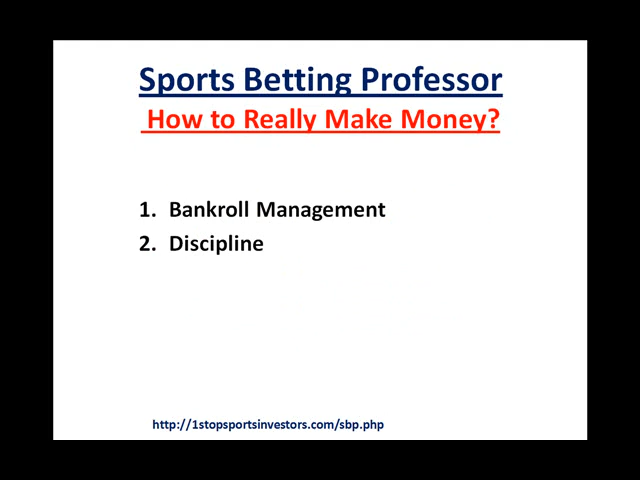 Sports Betting Professor
How to Really Make Money?
1. Bankroll Management
2. Discipline
http://1stopsportsinvestors.com/sbp.php